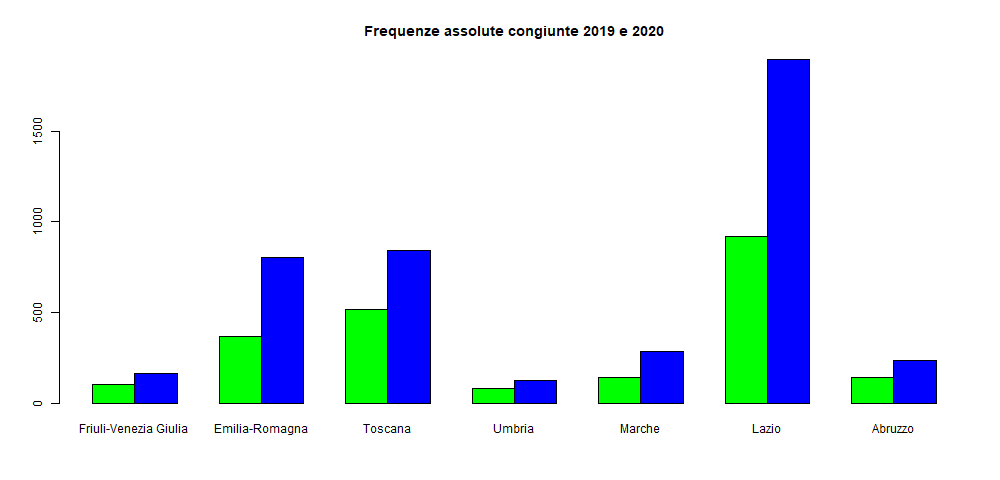 Frequenze assolute congiunte 2019 e 2020
1500
1000
500
0
Friuli-Venezia Giulia Emilia-Romagna Toscana Umbria Marche Lazio Abruzzo